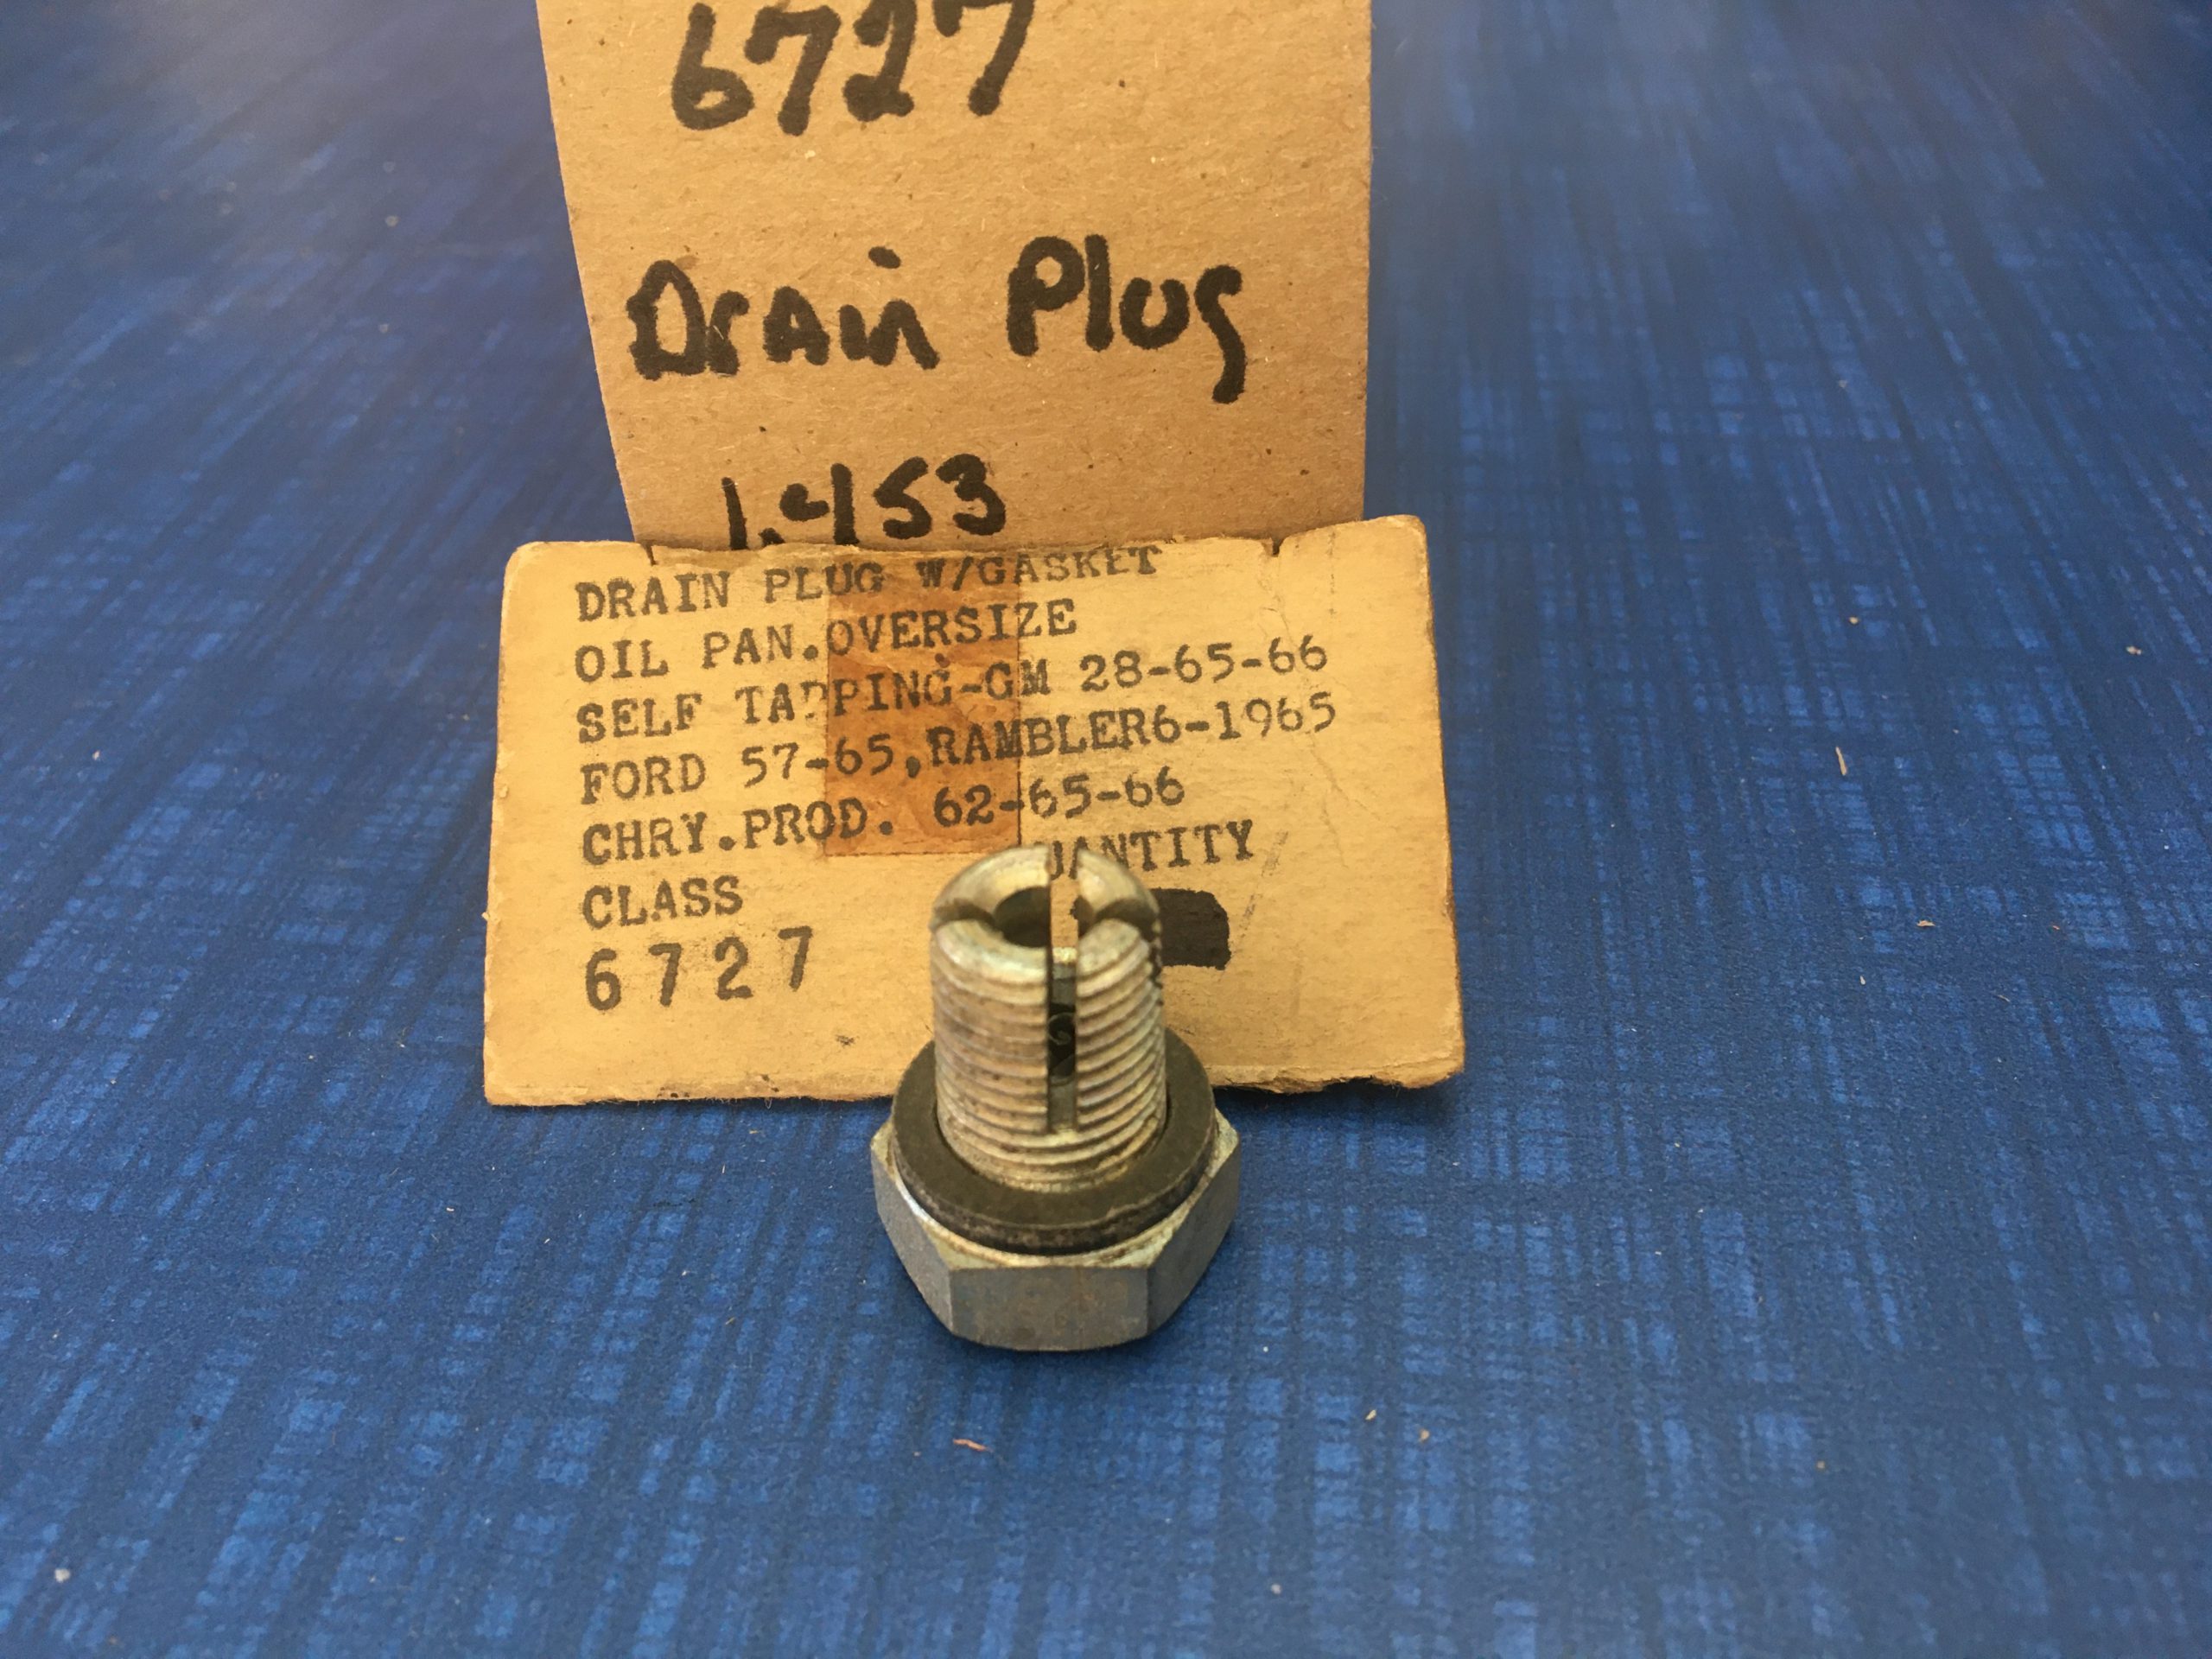 6727
Drain Plug
DRAIN PLUG W/GASKET
OIL PAN.OVERSIZE
SELF TAPPING-GM 28-65-66
FORD 57-65,RAMBLER6-1965
CHRY.PROD. 62-65-66
CLASS UANTITY
6727